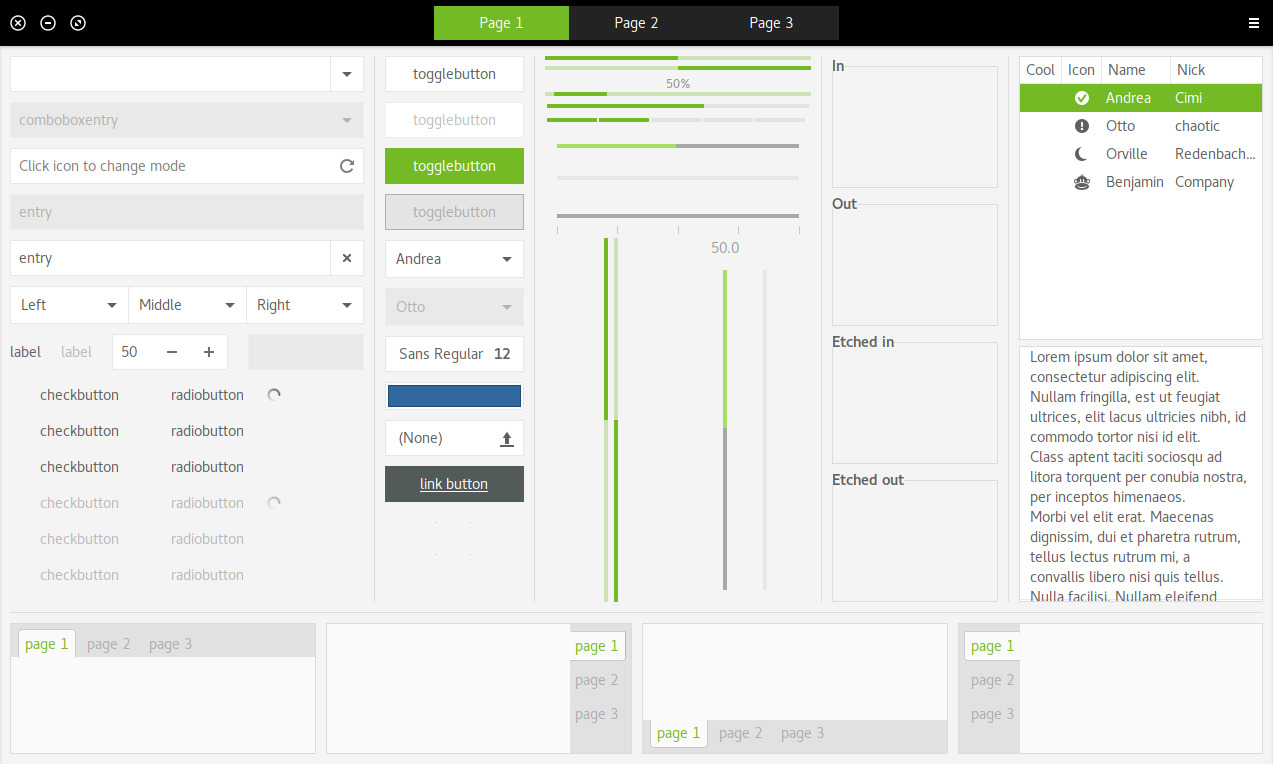 Page 1
Page 2
Page 3
comboboxentry
Click icon to change mode
entry
entry
Left
Middle
Right
label
label
50
checkbutton
radiobutton
checkbutton
radiobutton
checkbutton
radiobutton
checkbutton
radiobutton
checkbutton
radiobutton
checkbutton
radiobutton
togglebutton
togglebutton
togglebutton
togglebutton
Andrea
Otto
Sans Regular 12
(None)
link button
50%
50.0
In
Out
Etched in
Etched out
Cool Icon Name Nick
Andrea Cimi
Otto chaotic
Orville Redenbach...
Benjamin Company
Lorem ipsum dolor sit amet,
consectetur adipiscing elit.
Nullam fringilla, est ut feugiat
ultrices, elit lacus ultricies nibh, id
commodo tortor nisi id elit.
Class aptent taciti sociosqu ad
litora torquent per conubia nostra,
per inceptos himenaeos.
Morbi vel elit erat. Maecenas
dignissim, dui et pharetra rutrum,
tellus lectus rutrum mi, a
convallis libero nisi quis tellus.
Nulla facilisi. Nullam eleifend
page 1
page 2
page 3
page 1
page 2
page 3
page 1
page 2
page 3
page 1
page 2
page 3